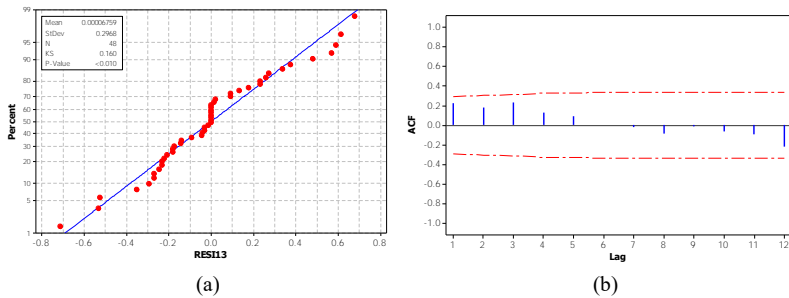 99
95
90
80
70
60
50
40
30
20
10
5
1
Percent
Mean 0.00006759
StDev 0.2968
N 48
KS 0.160
P-Value <0.010
-0.8 -0.6 -0.4 -0.2 0.0 0.2 0.4 0.6 0.8
RESI13
(a)
1.0
0.8
0.6
0.4
0.2
0.0
-0.2
-0.4
-0.6
-0.8
-1.0
ACF
1 2 3 4 5 6 7 8 9 10 11 12
Lag
(b)